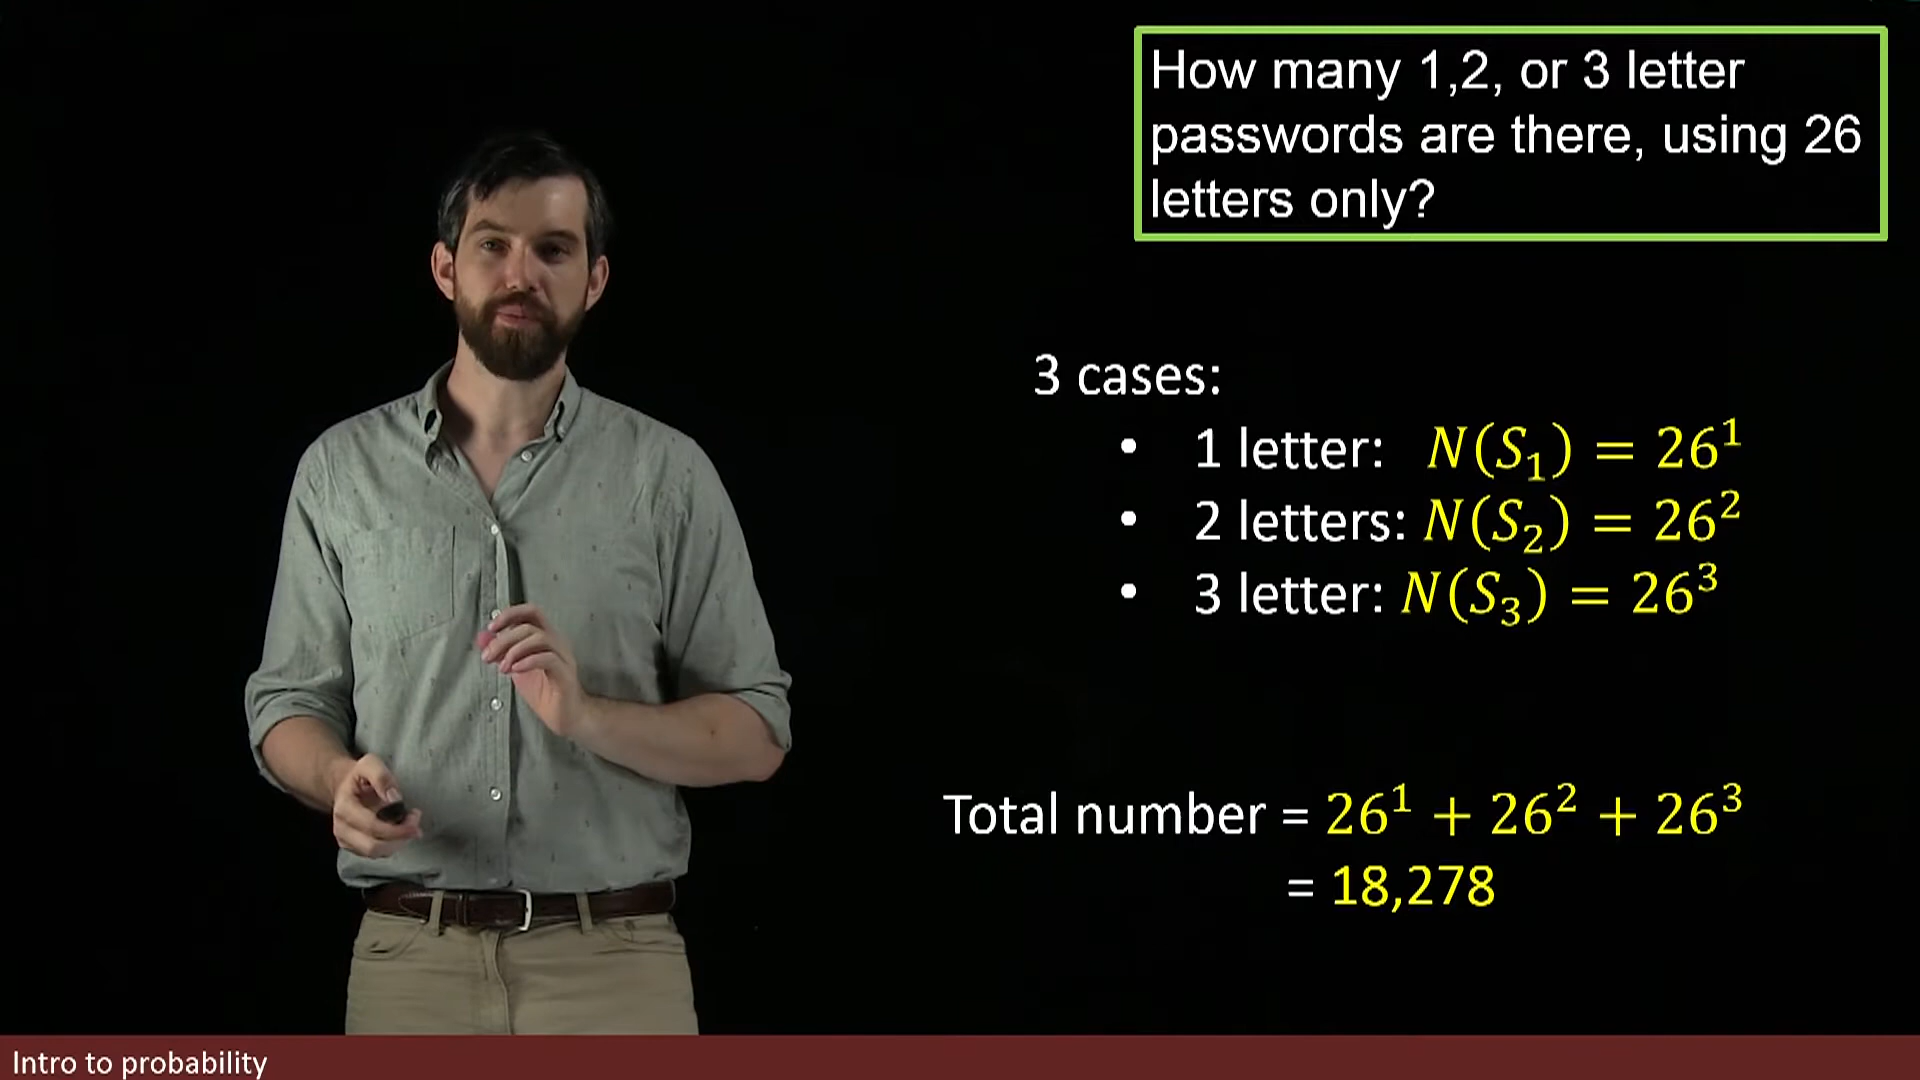 How many 1,2, or 3 letter
passwords are there, using 26
letters only?
3 cases:
• 1 letter: N(S₁) = 26¹
• 2 letters: N(S₂) = 26²
• 3 letter: N(S₃) = 26³
Total number = 26¹ + 26² + 26³
= 18,278
Intro to probability